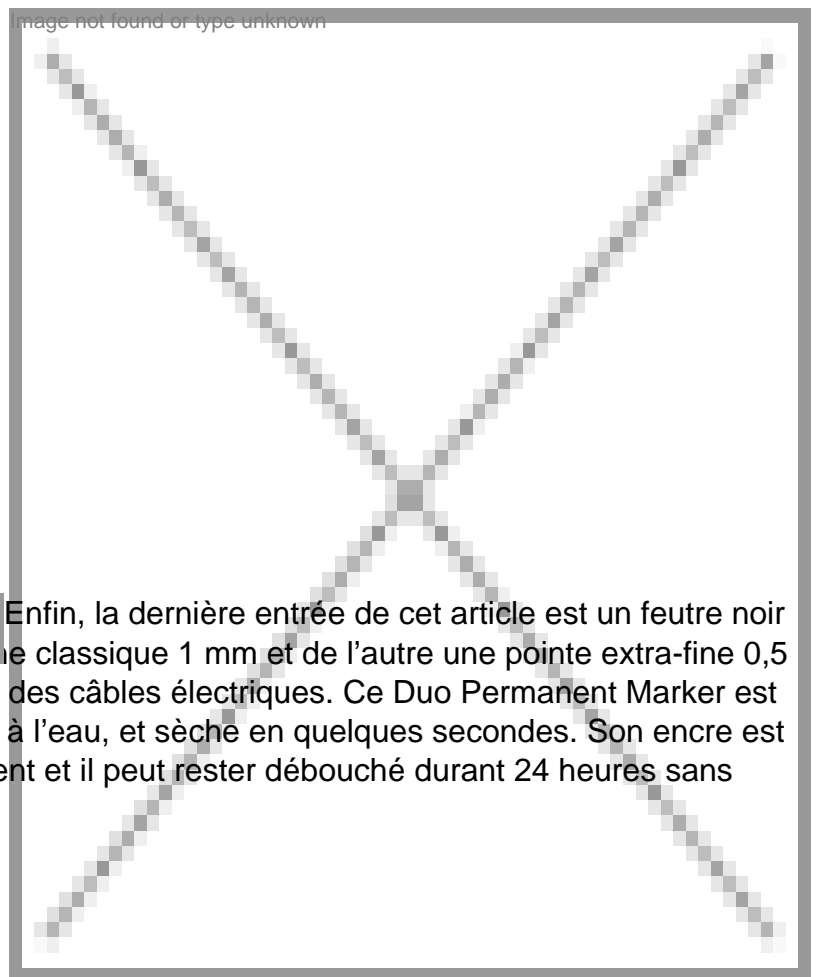 Image not found or type unknown
Enfin, la dernière entrée de cet article est un feutre noir
classique 1 mm et de l'autre une pointe extra-fine 0,5
des câbles électriques. Ce Duo Permanent Marker est
à l'eau, et sèche en quelques secondes. Son encre est
et il peut rester débouché durant 24 heures sans